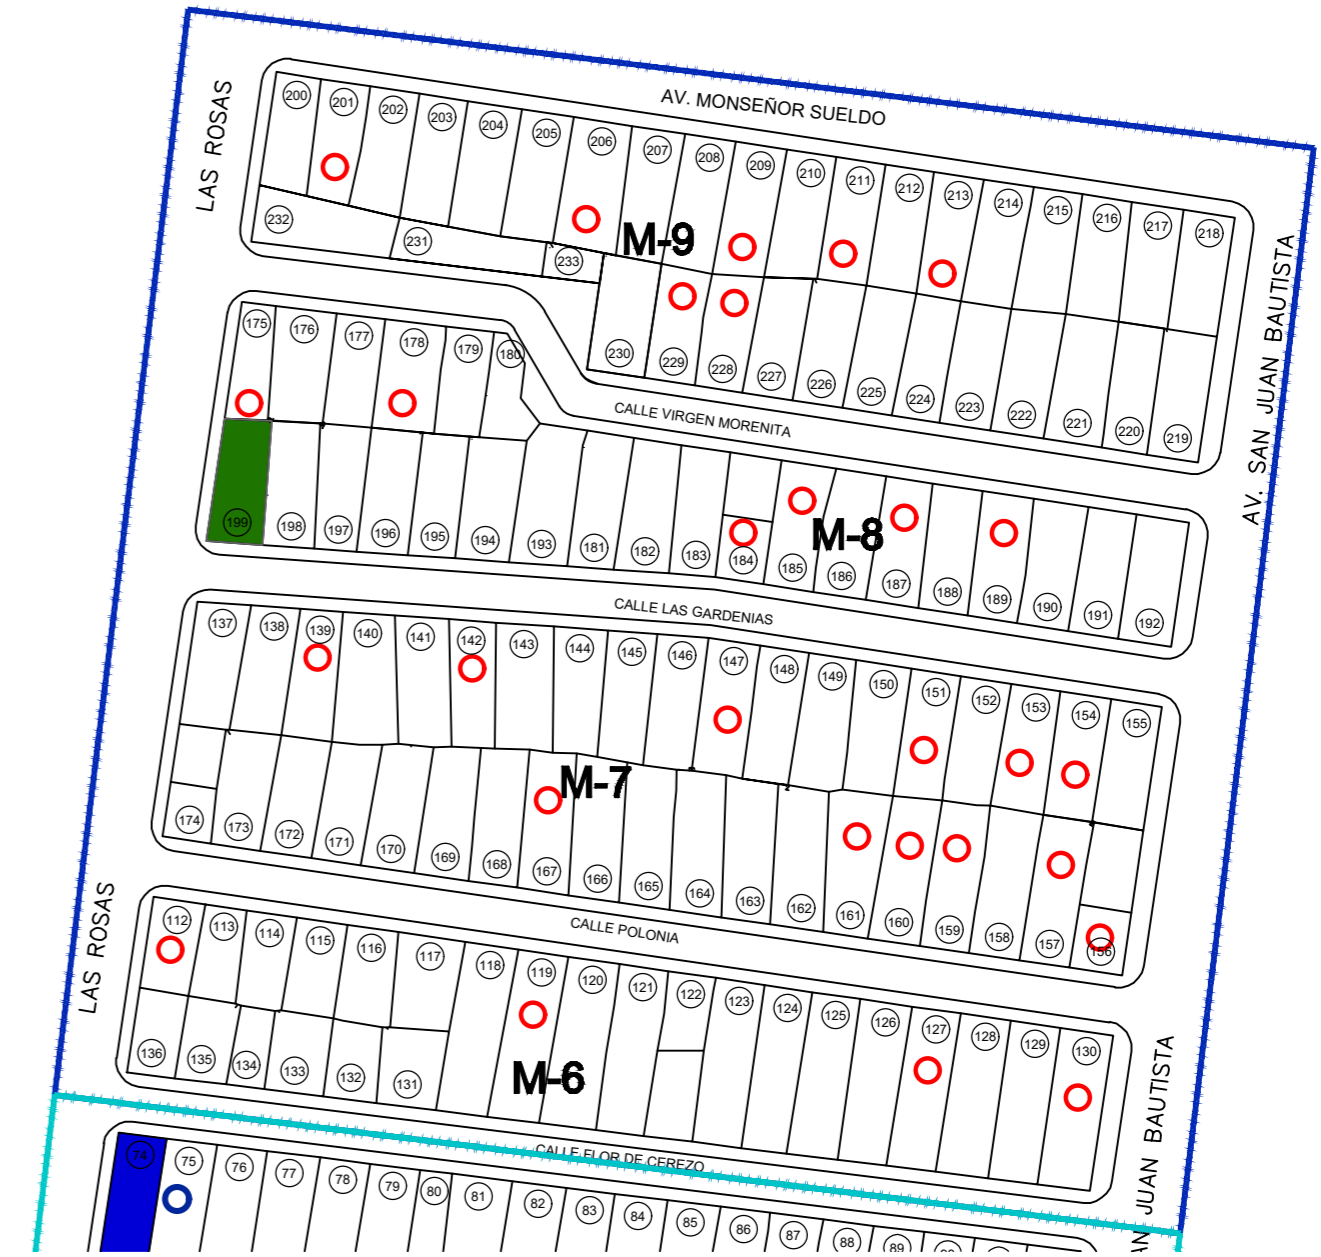 AV. MONSEÑOR SUELDO
LAS ROSAS
200 201 202 203 204 205 206 207 208 209 210 211 212 213 214 215 216 217 218
M-9
232 231 233
230 229 228 227 226 225 224 223 222 221 220 219
AV. SAN JUAN BAUTISTA
CALLE VIRGEN MORENITA
175 176 177 178 179 180
M-8
199 198 197 196 195 194 193 181 182 183 184 185 186 187 188 189 190 191 192
CALLE LAS GARDENIAS
137 138 139 140 141 142 143 144 145 146 147 148 149 150 151 152 153 154 155
M-7
174 173 172 171 170 169 168 167 166 165 164 163 162 161 160 159 158 157 156
CALLE POLONIA
LAS ROSAS
112 113 114 115 116 117 118 119 120 121 122 123 124 125 126 127 128 129 130
M-6
136 135 134 133 132 131
JUAN BAUTISTA
CALLE FLOR DE CEREZO
74 75 76 77 78 79 80 81 82 83 84 85 86 87 88 89